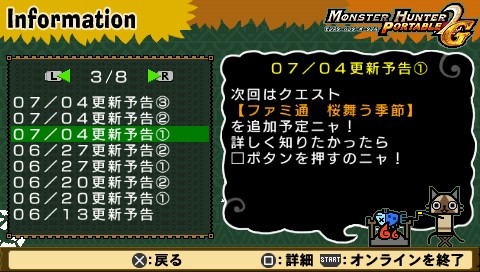 Information
MONSTER HUNTER
PORTABLE 2 G
L 3/8 R
07/04更新予告③
07/04更新予告②
07/04更新予告①
06/27更新予告②
06/27更新予告①
06/20更新予告②
06/20更新予告①
06/13更新予告
07/04更新予告①
次回はクエスト
【ファミ通 桜舞う季節】
を追加予定ニャ!
詳しく知りたかったら
□ボタンを押すのニャ!
×:戻る
□:詳細 START:オンラインを終了